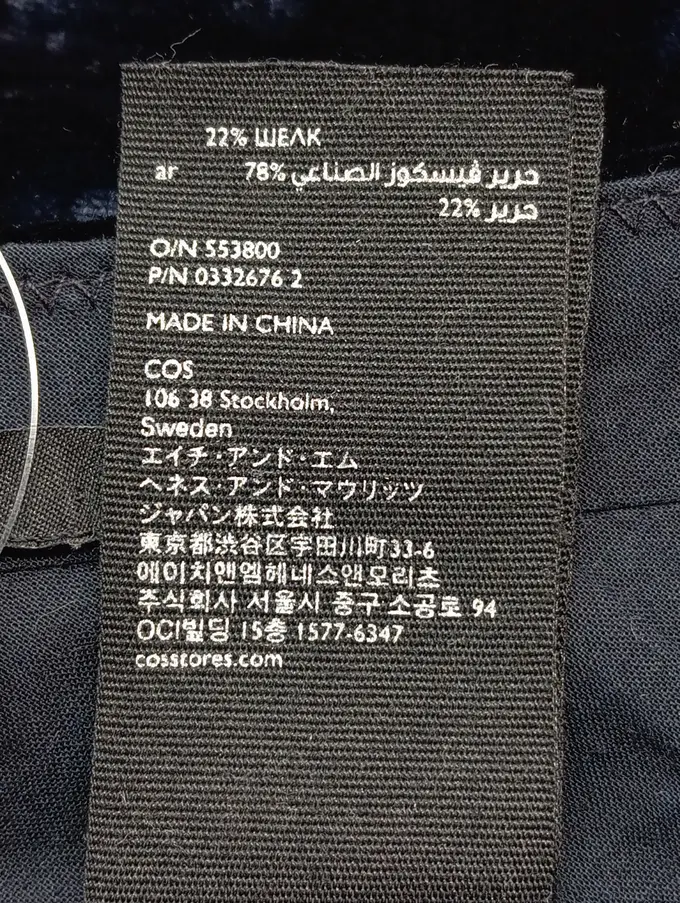 22% ШЕЛК
ar حرير ڤيسكوز الصناعي 78%
حرير 22%
O/N 553800
P/N 0332676 2
MADE IN CHINA
COS
106 38 Stockholm,
Sweden
エイチ・アンド・エム
ヘネス・アンド・マウリッツ
ジャパン株式会社
東京都渋谷区宇田川町33-6
에이치앤엠헤네스앤모리츠
주식회사 서울시 중구 소공로 94
OCI빌딩 15층 1577-6347
cosstores.com